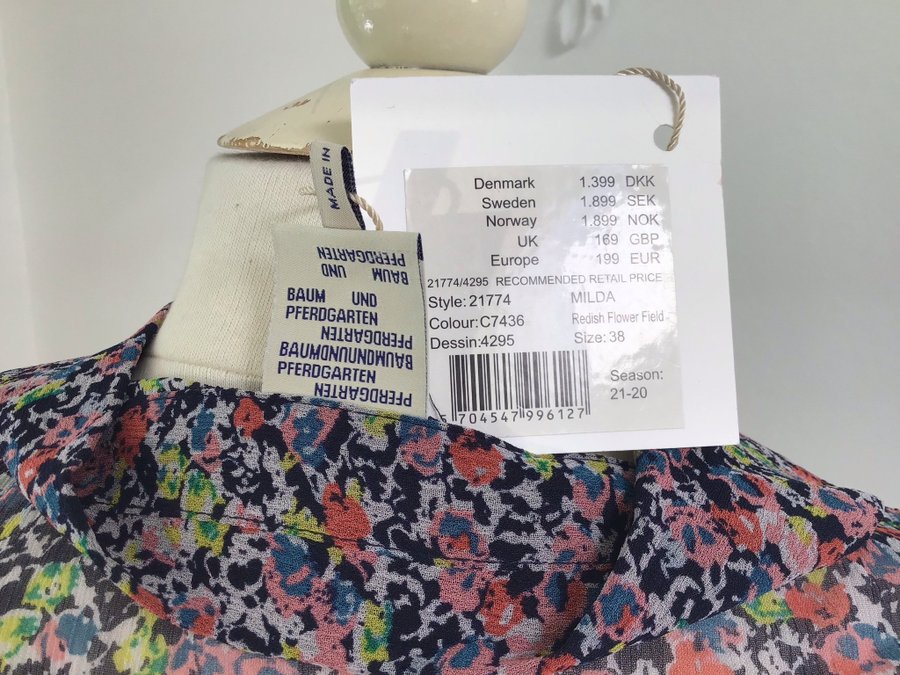 MADE IN
BAUM UND
PFERDGARTEN
BAUM UND
PFERDGARTEN
PFERDGARTEN
BAUMDNUNUNDMUAB
PFERDGARTEN
PFERDGARTEN
Denmark 1.399 DKK
Sweden 1.899 SEK
Norway 1.899 NOK
UK 169 GBP
Europe 199 EUR
21774/4295 RECOMMENDED RETAIL PRICE
Style: 21774 MILDA
Colour: C7436 Redish Flower Field
Dessin: 4295 Size: 38
Season:
21-20
5 704547 996127